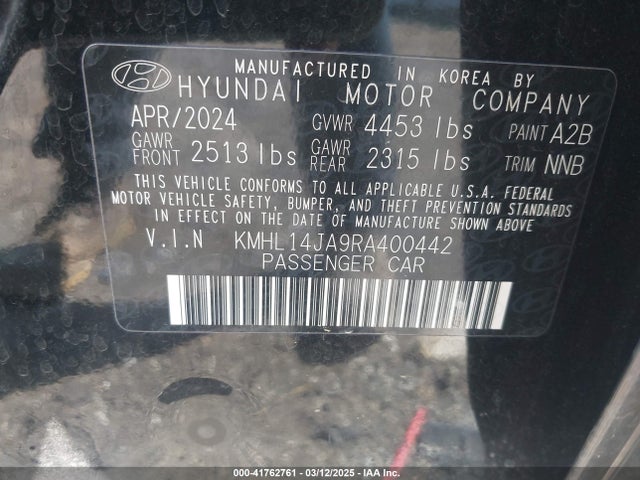 MANUFACTURED IN KOREA BY
HYUNDAI MOTOR COMPANY
APR/2024 GVWR 4453 lbs PAINT A2B
GAWR FRONT 2513 lbs GAWR REAR 2315 lbs TRIM NNB
THIS VEHICLE CONFORMS TO ALL APPLICABLE U.S.A. FEDERAL
MOTOR VEHICLE SAFETY, BUMPER, AND THEFT PREVENTION STANDARDS
IN EFFECT ON THE DATE OF MANUFACTURE SHOWN ABOVE
V.I.N KMHL14JA9RA400442
PASSENGER CAR
000-41762761 - 03/12/2025 - IAA Inc.